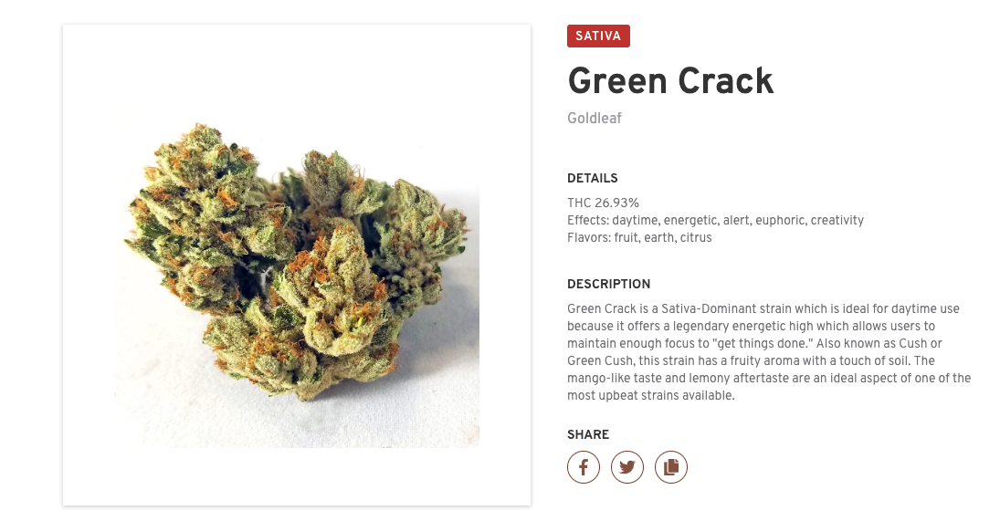 SATIVA
Green Crack
Goldleaf
DETAILS
THC 26.93%
Effects: daytime, energetic, alert, euphoric, creativity
Flavors: fruit, earth, citrus
DESCRIPTION
Green Crack is a Sativa-Dominant strain which is ideal for daytime use
because it offers a legendary energetic high which allows users to
maintain enough focus to "get things done." Also known as Cush or
Green Cush, this strain has a fruity aroma with a touch of soil. The
mango-like taste and lemony aftertaste are an ideal aspect of one of the
most upbeat strains available.
SHARE